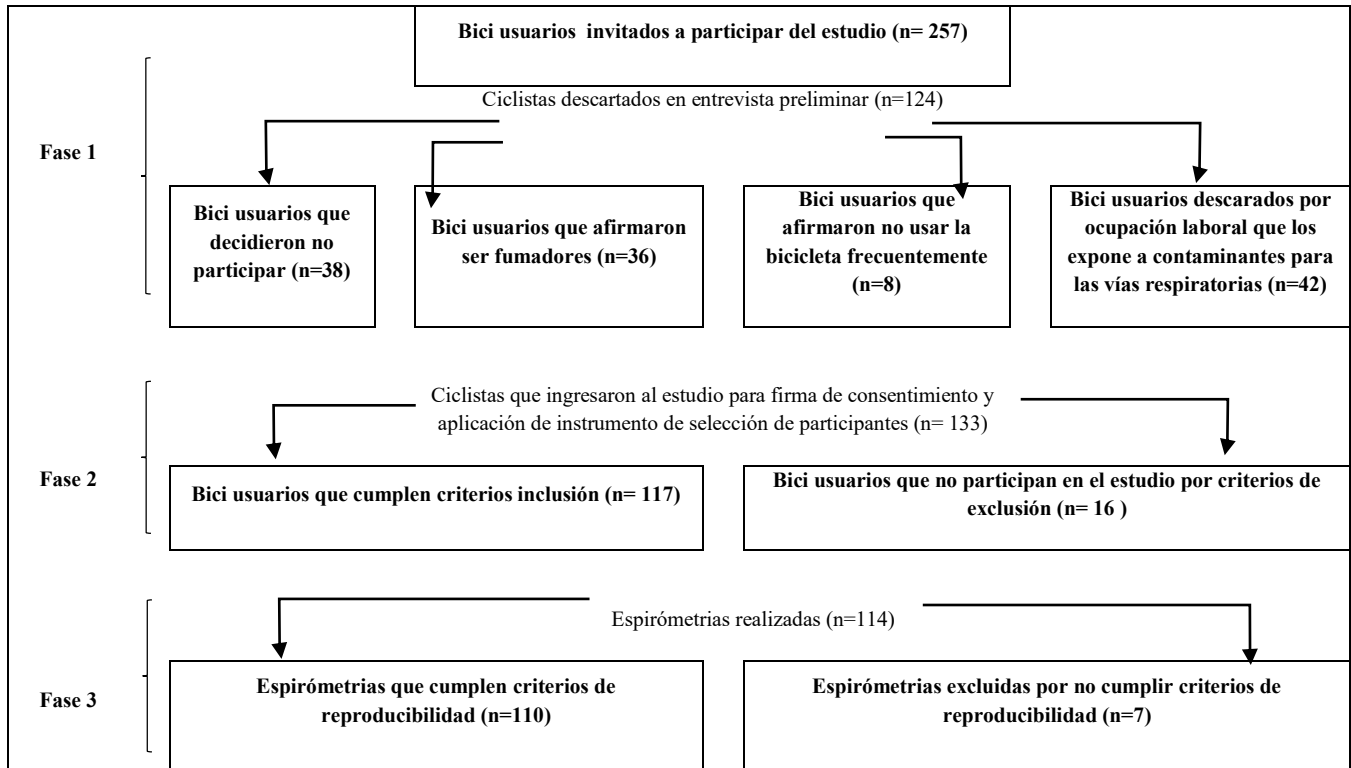 Bici usuarios invitados a participar del estudio (n= 257)
Ciclistas descartados en entrevista preliminar (n=124)
Fase 1
Bici usuarios que
decidieron no
participar (n=38)
Bici usuarios que afirmaron
ser fumadores (n=36)
Bici usuarios que
afirmaron no usar la
bicicleta frecuentemente
(n=8)
Bici usuarios descarados por
ocupación laboral que los
expone a contaminantes para
las vías respiratorias (n=42)
Ciclistas que ingresaron al estudio para firma de consentimiento y
aplicación de instrumento de selección de participantes (n= 133)
Fase 2
Bici usuarios que cumplen criterios inclusión (n= 117)
Bici usuarios que no participan en el estudio por criterios de
exclusión (n= 16 )
Espirómetrias realizadas (n=114)
Fase 3
Espirómetrias que cumplen criterios de
reproducibilidad (n=110)
Espirómetrias excluidas por no cumplir criterios de
reproducibilidad (n=7)